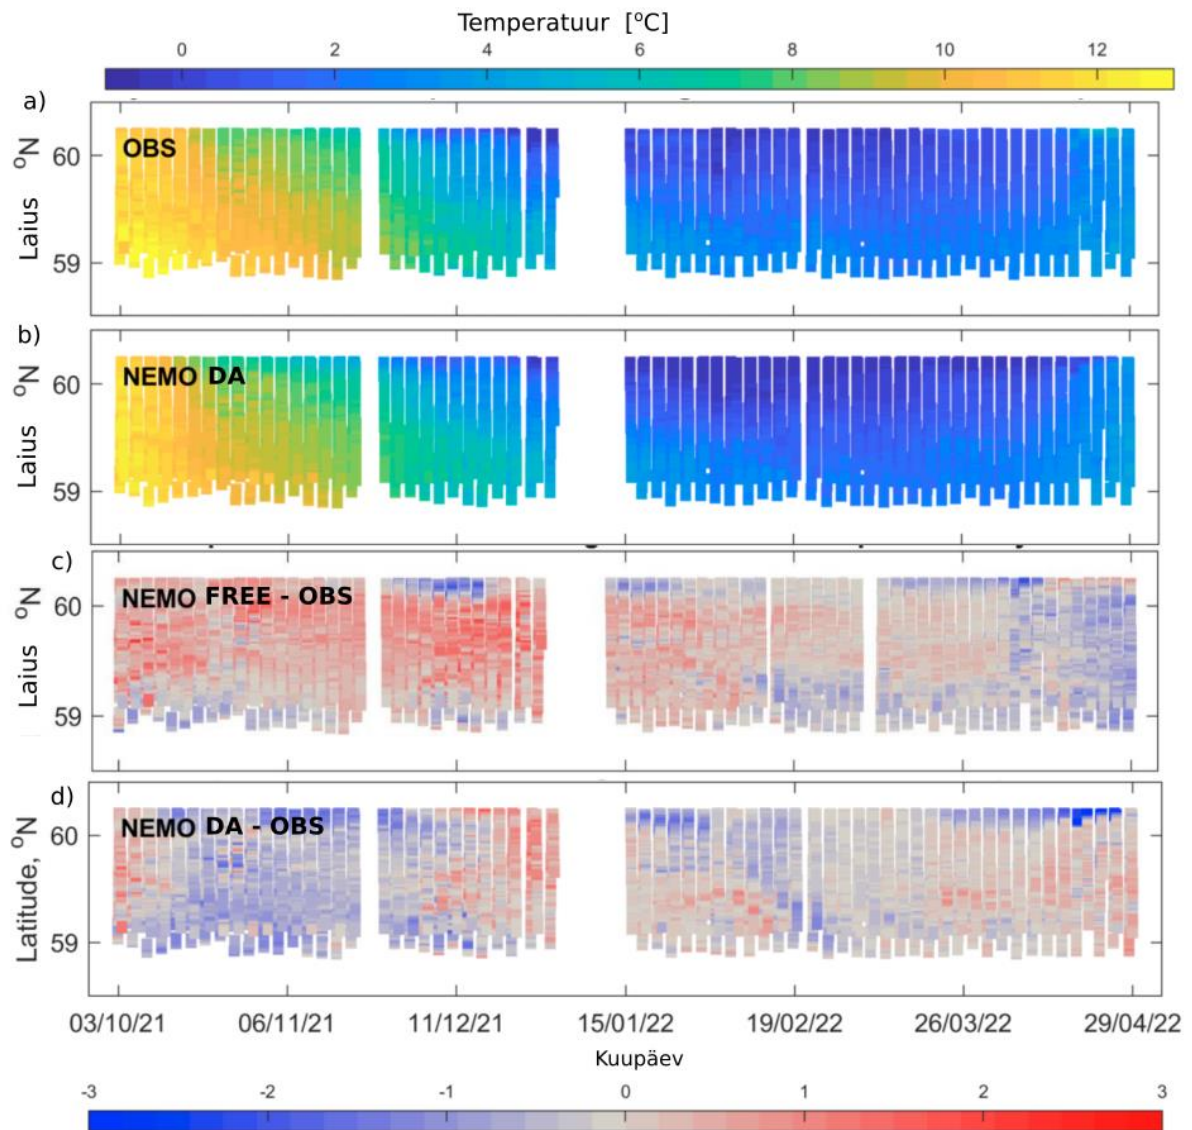 Temperatuur [ºC]
0 2 4 6 8 10 12
a)
OBS
Laius ºN
60
59
b)
NEMO DA
Laius ºN
60
59
c)
NEMO FREE - OBS
Laius ºN
60
59
d)
NEMO DA - OBS
Latitude, ºN
60
59
03/10/21 06/11/21 11/12/21 15/01/22 19/02/22 26/03/22 29/04/22
Kuupäev
-3 -2 -1 0 1 2 3